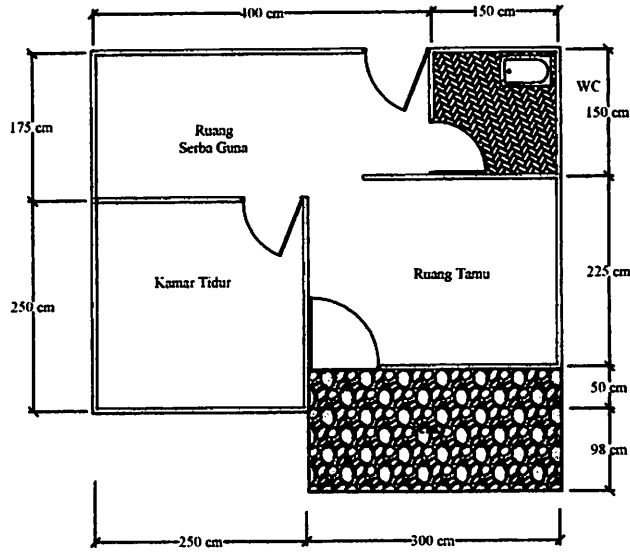 400 cm
150 cm
WC
150 cm
175 cm
Ruang
Serba Guna
Kamar Tidur
Ruang Tamu
225 cm
250 cm
50 cm
98 cm
250 cm
300 cm